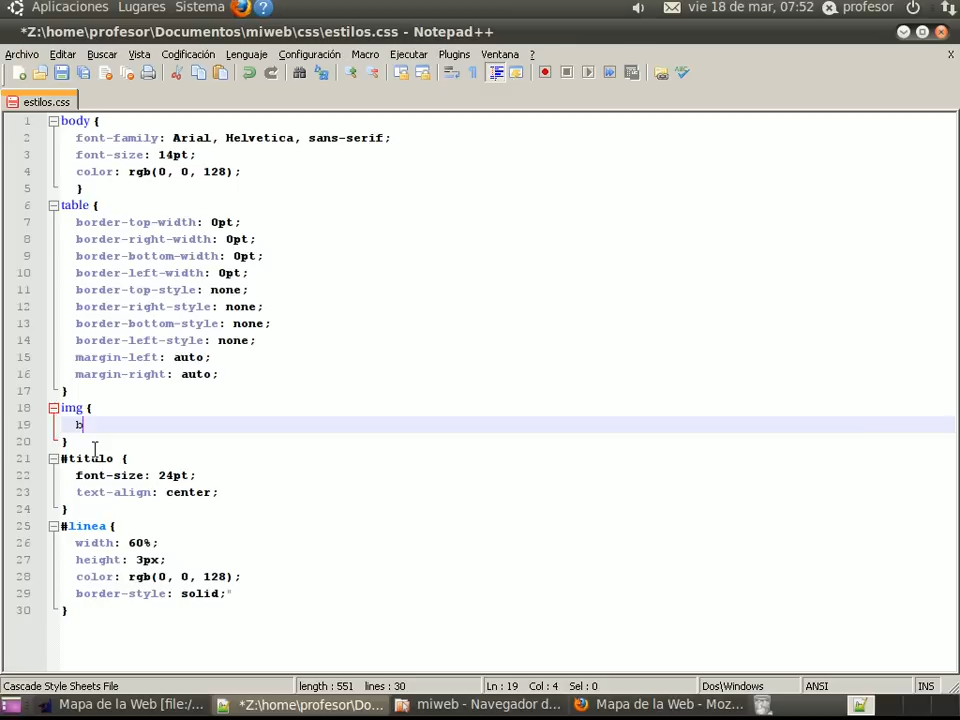 Aplicaciones Lugares Sistema ? vie 18 de mar, 07:52 profesor
*Z:\home\profesor\Documentos\miweb\css\estilos.css - Notepad++
Archivo Editar Buscar Vista Codificación Lenguaje Configuración Macro Ejecutar Plugins Ventana ? X
estilos.css
1 body {
2 font-family: Arial, Helvetica, sans-serif;
3 font-size: 14pt;
4 color: rgb(0, 0, 128);
5 }
6 table {
7 border-top-width: 0pt;
8 border-right-width: 0pt;
9 border-bottom-width: 0pt;
10 border-left-width: 0pt;
11 border-top-style: none;
12 border-right-style: none;
13 border-bottom-style: none;
14 border-left-style: none;
15 margin-left: auto;
16 margin-right: auto;
17 }
18 img {
19 b
20 }
21 #titulo {
22 font-size: 24pt;
23 text-align: center;
24 }
25 #linea {
26 width: 60%;
27 height: 3px;
28 color: rgb(0, 0, 128);
29 border-style: solid;"
30 }
Cascade Style Sheets File length : 551 lines : 30 Ln : 19 Col : 4 Sel : 0 Dos\Windows ANSI INS
Mapa de la Web [file:/... *Z:\home\profesor\Do... miweb - Navegador d... Mapa de la Web - Moz...